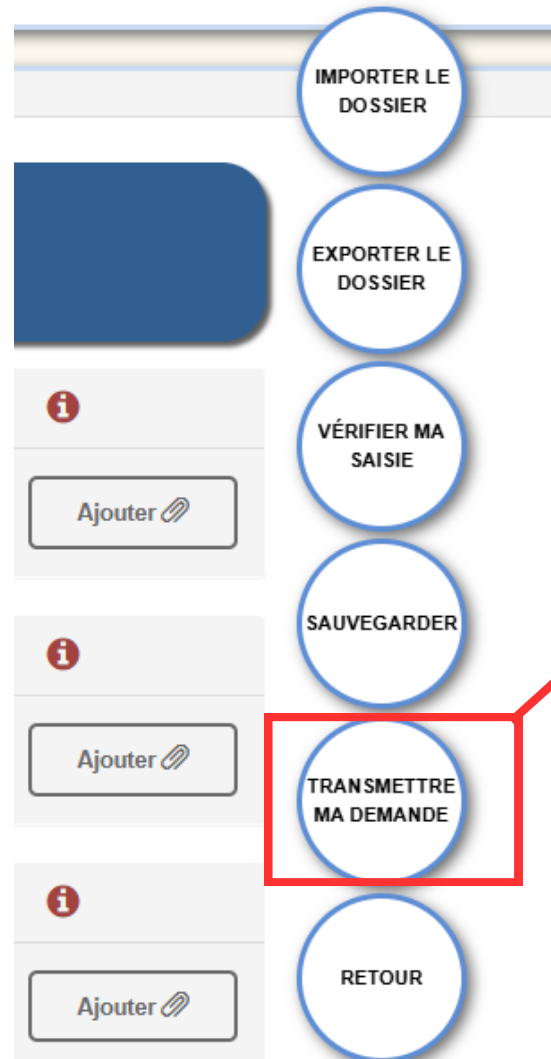 IMPORTER LE
DOSSIER
EXPORTER LE
DOSSIER
VÉRIFIER MA
SAISIE
Ajouter
SAUVEGARDER
Ajouter
TRANSMETTRE
MA DEMANDE
RETOUR
Ajouter